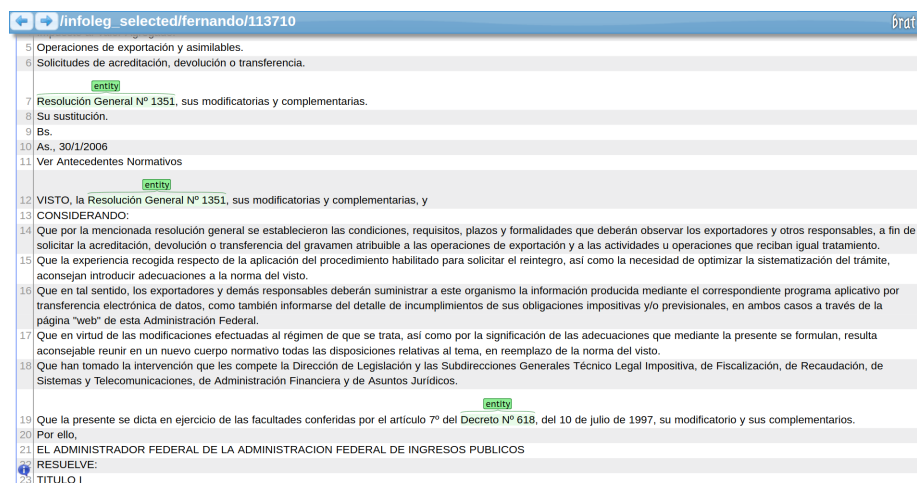 /infoleg_selected/fernando/113710
brat
5 Operaciones de exportación y asimilables.
6 Solicitudes de acreditación, devolución o transferencia.
entity
7 Resolución General Nº 1351, sus modificatorias y complementarias.
8 Su sustitución.
9 Bs.
10 As., 30/1/2006
11 Ver Antecedentes Normativos
entity
12 VISTO, la Resolución General Nº 1351, sus modificatorias y complementarias, y
13 CONSIDERANDO:
14 Que por la mencionada resolución general se establecieron las condiciones, requisitos, plazos y formalidades que deberán observar los exportadores y otros responsables, a fin de
solicitar la acreditación, devolución o transferencia del gravamen atribuible a las operaciones de exportación y a las actividades u operaciones que reciban igual tratamiento.
15 Que la experiencia recogida respecto de la aplicación del procedimiento habilitado para solicitar el reintegro, así como la necesidad de optimizar la sistematización del trámite,
aconsejan introducir adecuaciones a la norma del visto.
16 Que en tal sentido, los exportadores y demás responsables deberán suministrar a este organismo la información producida mediante el correspondiente programa aplicativo por
transferencia electrónica de datos, como también informarse del detalle de incumplimientos de sus obligaciones impositivas y/o previsionales, en ambos casos a través de la
página "web" de esta Administración Federal.
17 Que en virtud de las modificaciones efectuadas al régimen de que se trata, así como por la significación de las adecuaciones que mediante la presente se formulan, resulta
aconsejable reunir en un nuevo cuerpo normativo todas las disposiciones relativas al tema, en reemplazo de la norma del visto.
18 Que han tomado la intervención que les compete la Dirección de Legislación y las Subdirecciones Generales Técnico Legal Impositiva, de Fiscalización, de Recaudación, de
Sistemas y Telecomunicaciones, de Administración Financiera y de Asuntos Jurídicos.
entity
19 Que la presente se dicta en ejercicio de las facultades conferidas por el artículo 7º del Decreto Nº 618, del 10 de julio de 1997, su modificatorio y sus complementarios.
20 Por ello,
21 EL ADMINISTRADOR FEDERAL DE LA ADMINISTRACION FEDERAL DE INGRESOS PUBLICOS
22 RESUELVE:
23 TITULO I